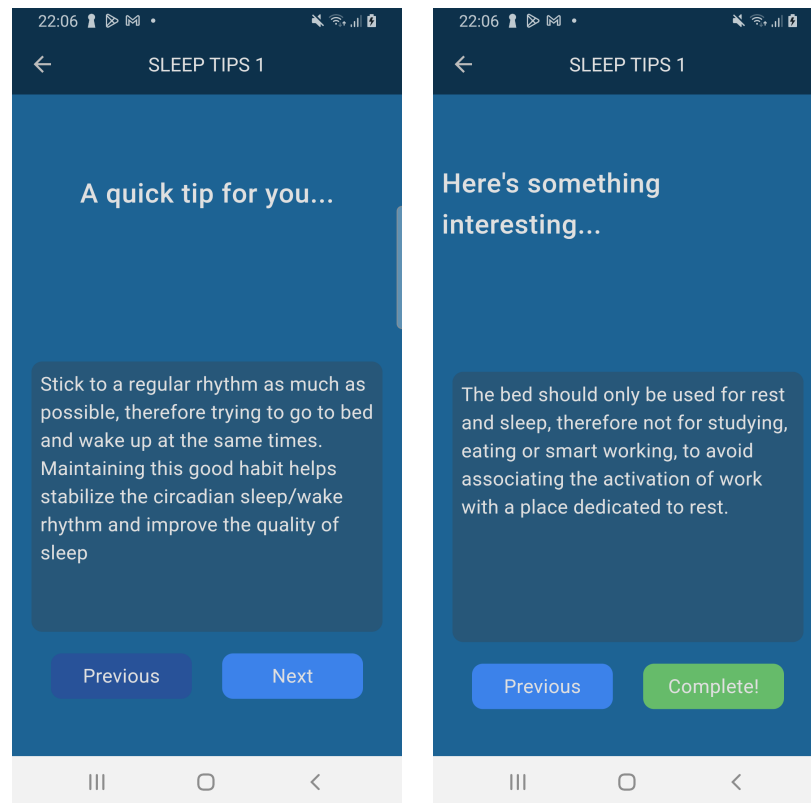 22:06
SLEEP TIPS 1
A quick tip for you...
Stick to a regular rhythm as much as
possible, therefore trying to go to bed
and wake up at the same times.
Maintaining this good habit helps
stabilize the circadian sleep/wake
rhythm and improve the quality of
sleep
Previous
Next
22:06
SLEEP TIPS 1
Here's something
interesting...
The bed should only be used for rest
and sleep, therefore not for studying,
eating or smart working, to avoid
associating the activation of work
with a place dedicated to rest.
Previous
Complete!